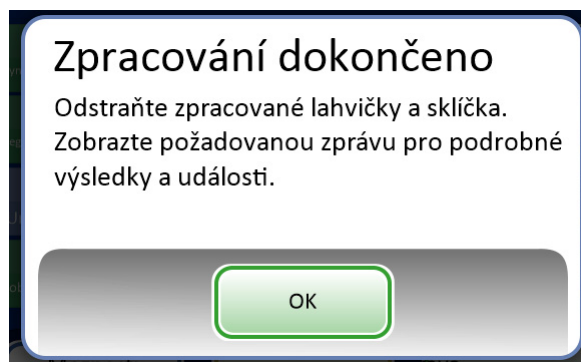 Zpracování dokončeno
Odstraňte zpracované lahvičky a sklíčka.
Zobrazte požadovanou zprávu pro podrobné
výsledky a události.
OK